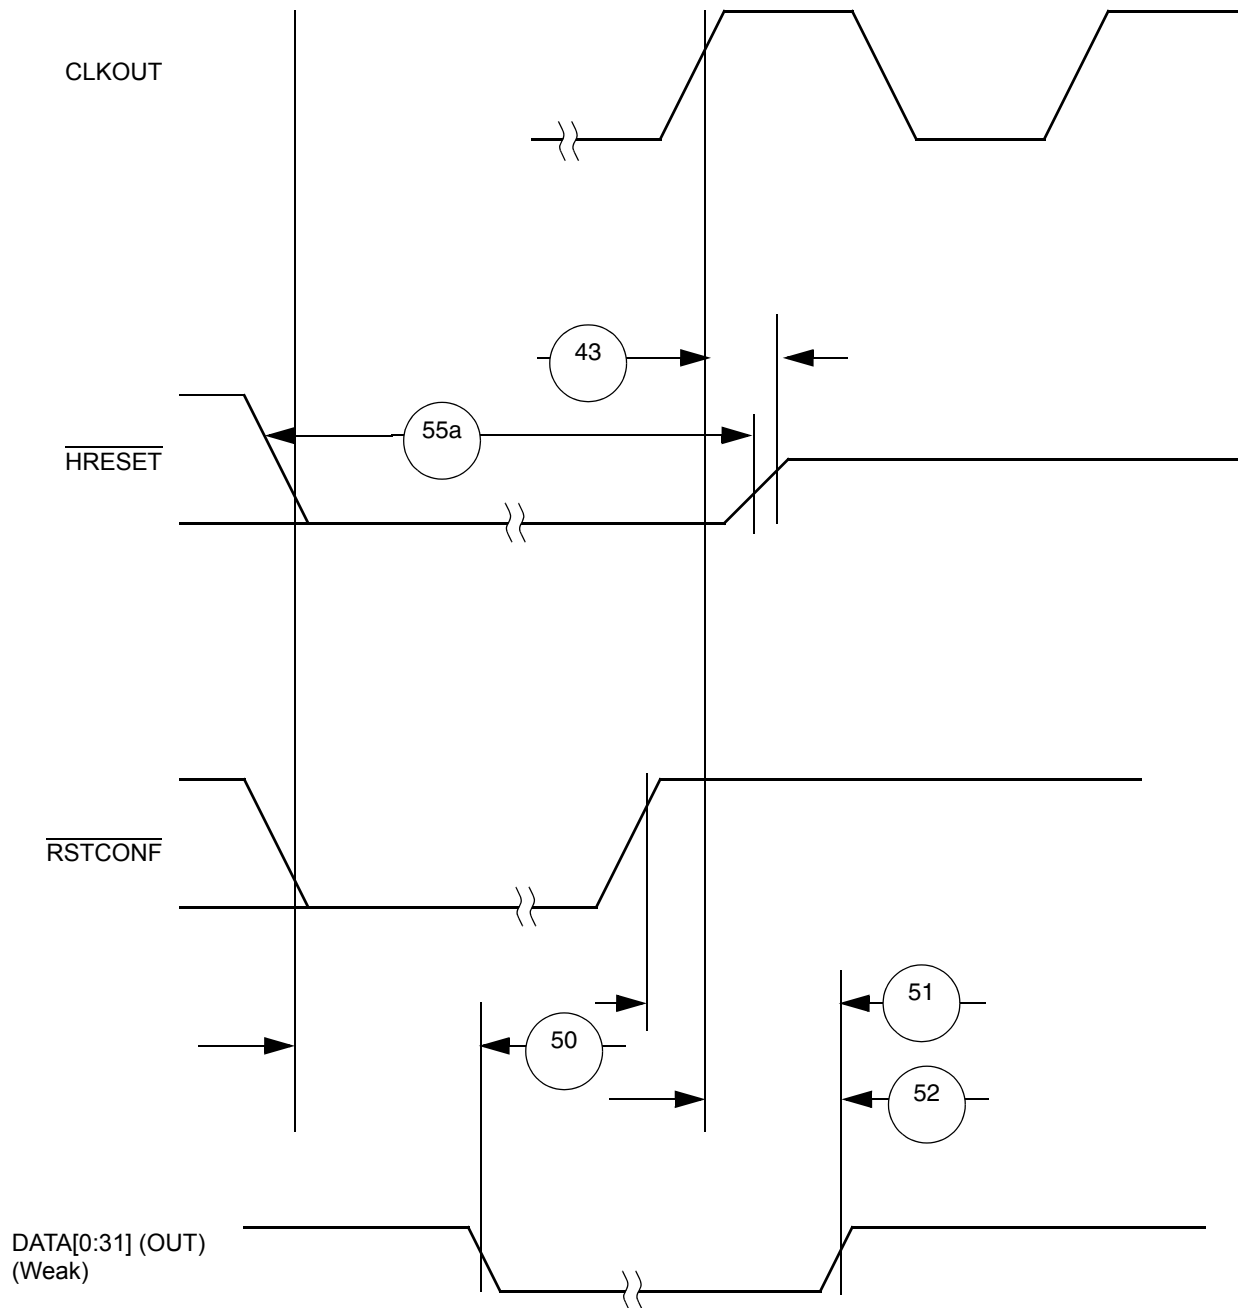 CLKOUT
43
55a
HRESET
RSTCONF
51
50
52
DATA[0:31] (OUT)
(Weak)